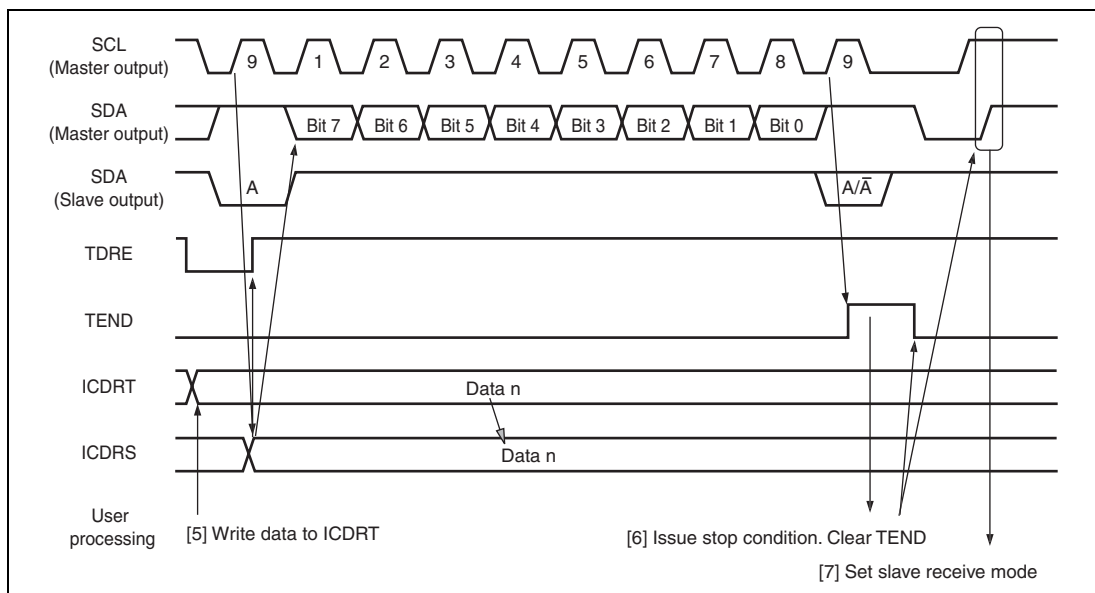 SCL
(Master output)
9 1 2 3 4 5 6 7 8 9
SDA
(Master output)
Bit 7 Bit 6 Bit 5 Bit 4 Bit 3 Bit 2 Bit 1 Bit 0
SDA
(Slave output)
A A/A̅
TDRE
TEND
ICDRT
Data n
ICDRS
Data n
User
processing
[5] Write data to ICDRT
[6] Issue stop condition. Clear TEND
[7] Set slave receive mode